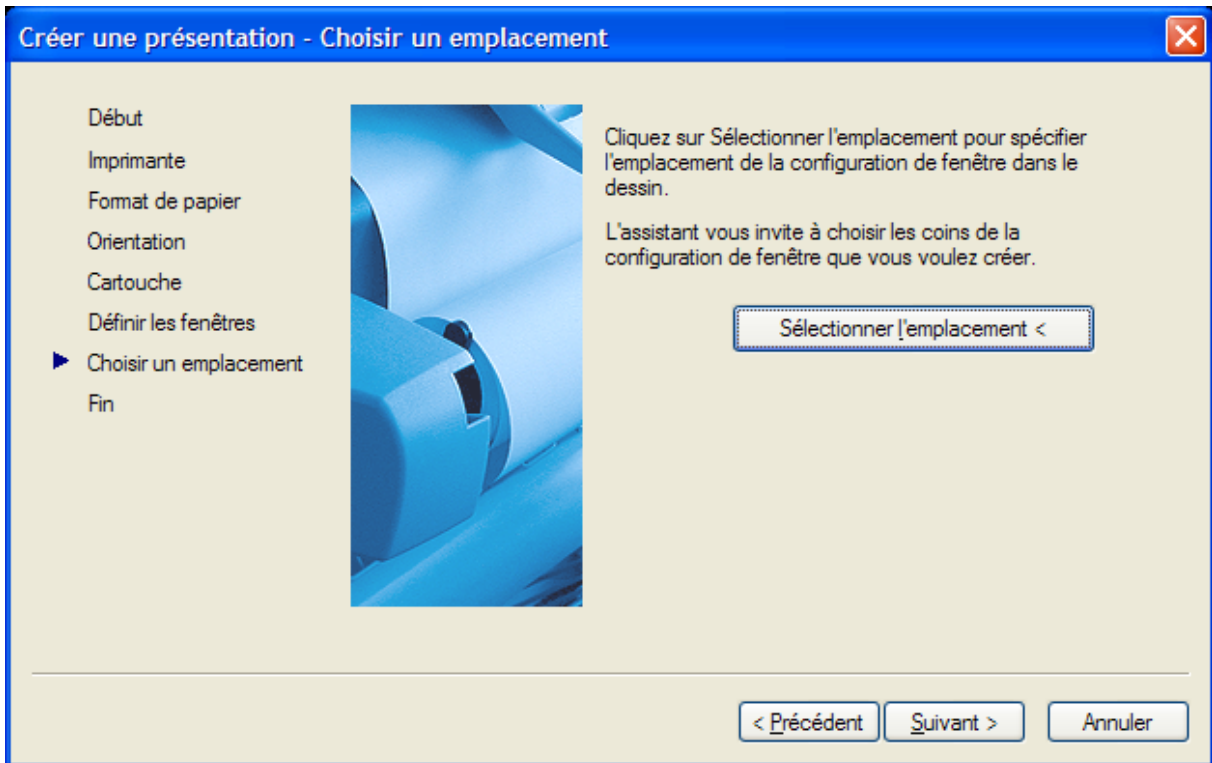 Créer une présentation - Choisir un emplacement
Début
Imprimante
Format de papier
Orientation
Cartouche
Définir les fenêtres
Choisir un emplacement
Fin
Cliquez sur Sélectionner l'emplacement pour spécifier
l'emplacement de la configuration de fenêtre dans le
dessin.
L'assistant vous invite à choisir les coins de la
configuration de fenêtre que vous voulez créer.
Sélectionner l'emplacement <
< Précédent
Suivant >
Annuler